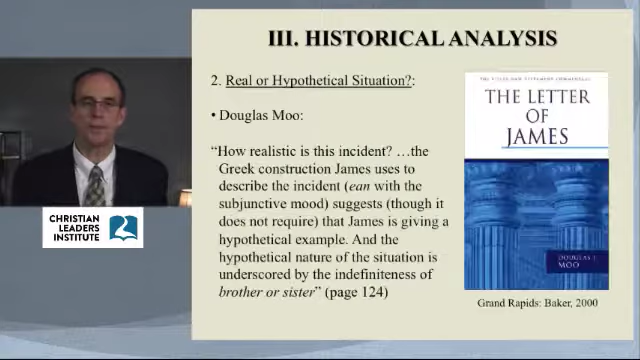 III. HISTORICAL ANALYSIS
2. Real or Hypothetical Situation?:
• Douglas Moo:
“How realistic is this incident? …the
Greek construction James uses to
describe the incident (ean with the
subjunctive mood) suggests (though it
does not require) that James is giving a
hypothetical example. And the
hypothetical nature of the situation is
underscored by the indefiniteness of
brother or sister” (page 124)
THE LETTER
OF
JAMES
DOUGLAS J.
MOO
Grand Rapids: Baker, 2000
CHRISTIAN
LEADERS
INSTITUTE